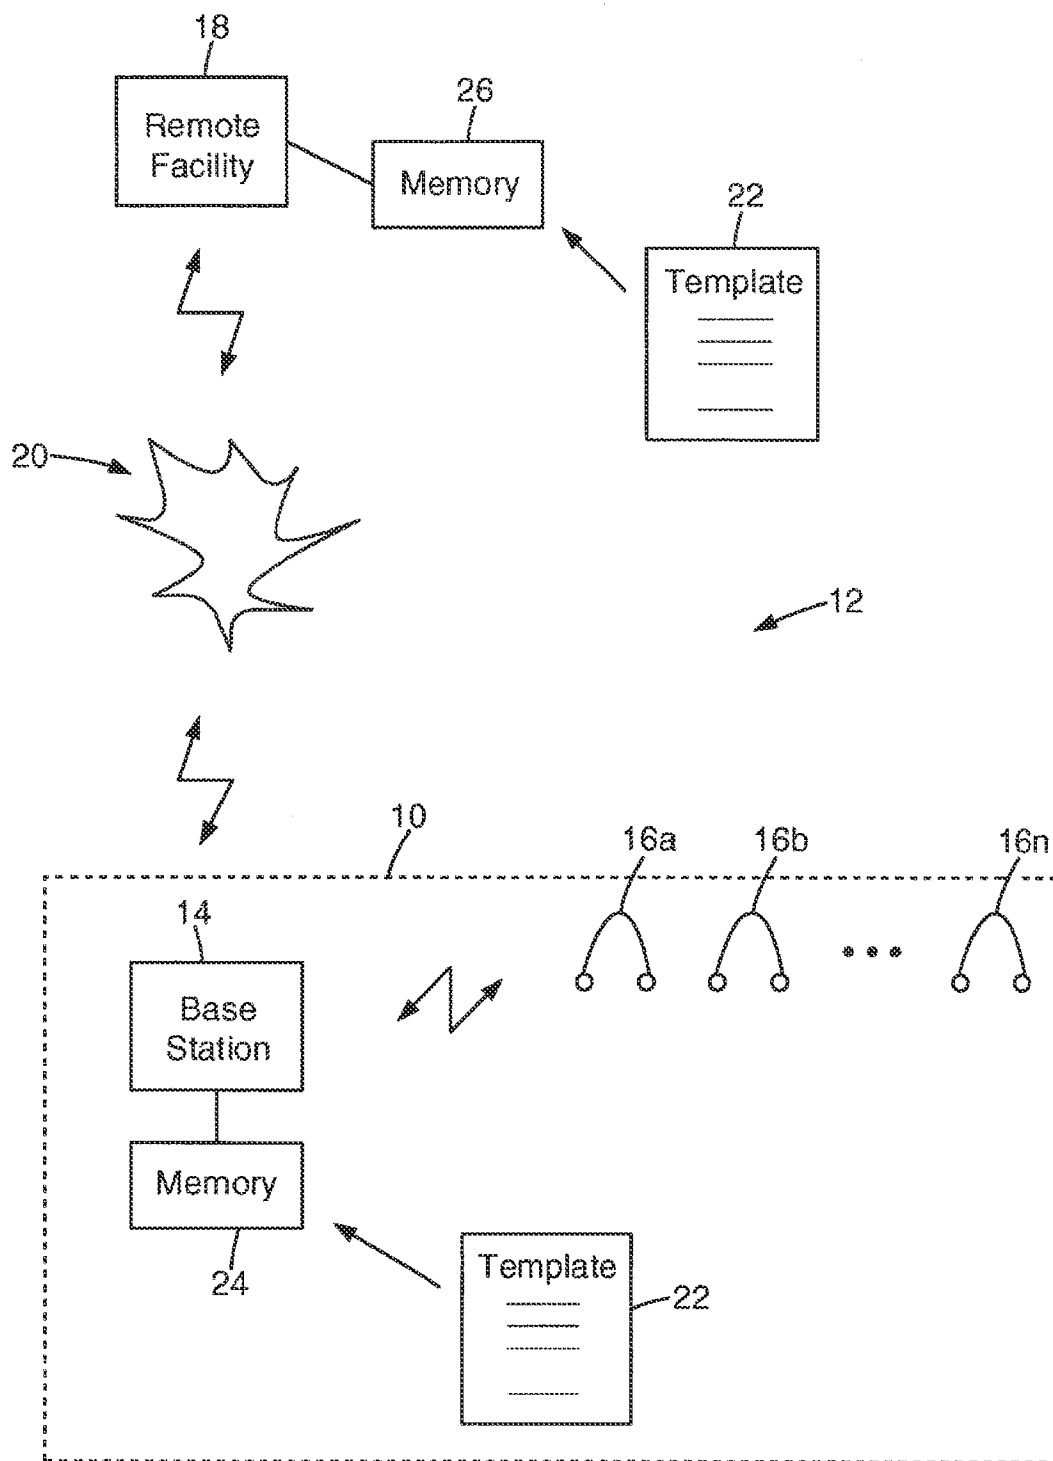 18
Remote
Facility
26
Memory
22
Template
20
12
10
16a
16b
16n
14
Base
Station
Memory
24
Template
22